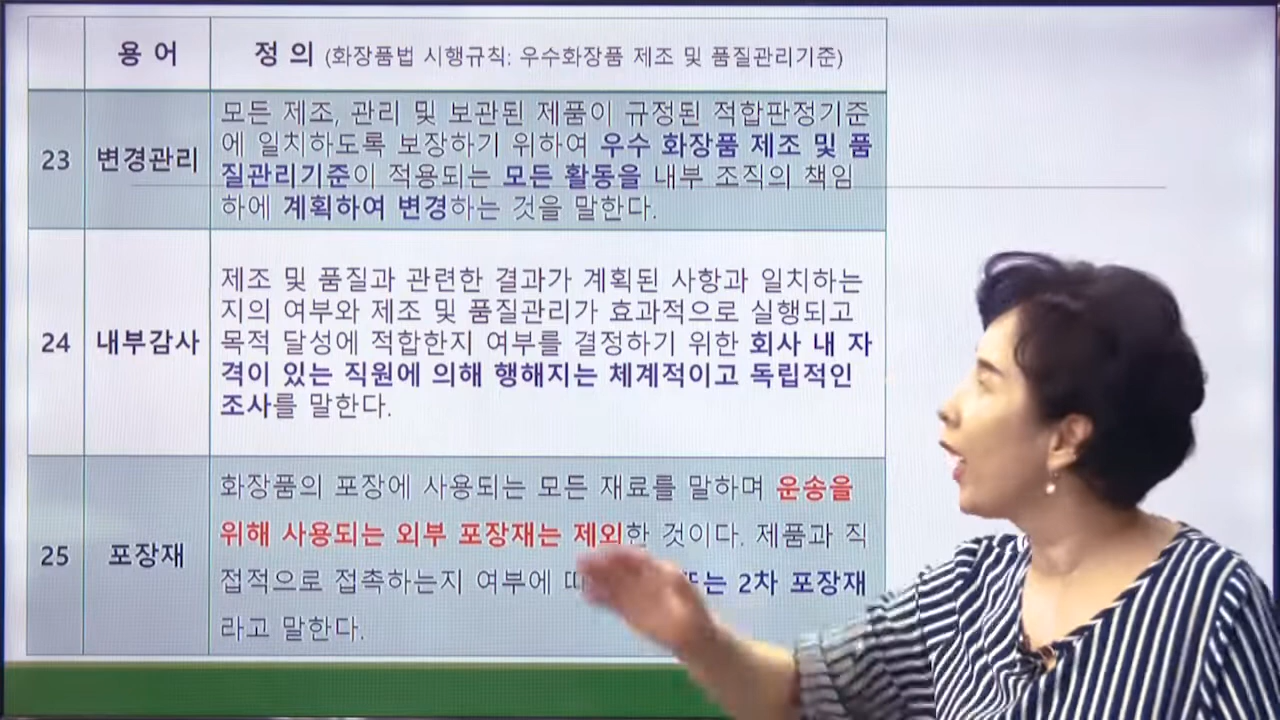 용 어 정 의 (화장품법 시행규칙: 우수화장품 제조 및 품질관리기준)
23 변경관리
모든 제조, 관리 및 보관된 제품이 규정된 적합판정기준
에 일치하도록 보장하기 위하여 우수 화장품 제조 및 품
질관리기준이 적용되는 모든 활동을 내부 조직의 책임
하에 계획하여 변경하는 것을 말한다.
24 내부감사
제조 및 품질과 관련한 결과가 계획된 사항과 일치하는
지의 여부와 제조 및 품질관리가 효과적으로 실행되고
목적 달성에 적합한지 여부를 결정하기 위한 회사 내 자
격이 있는 직원에 의해 행해지는 체계적이고 독립적인
조사를 말한다.
25 포장재
화장품의 포장에 사용되는 모든 재료를 말하며 운송을
위해 사용되는 외부 포장재는 제외한 것이다. 제품과 직
접적으로 접촉하는지 여부에 또는 2차 포장재
라고 말한다.